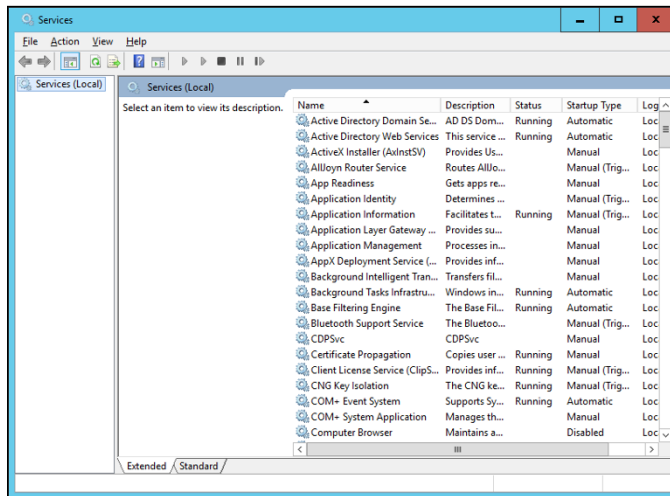 Services
File Action View Help
Services (Local)
Services (Local)
Select an item to view its description.
Name Description Status Startup Type Log
Active Directory Domain Se... AD DS Dom... Running Automatic Loc
Active Directory Web Services This service ... Running Automatic Loc
ActiveX Installer (AxInstSV) Provides Us... Manual Loc
AllJoyn Router Service Routes AllJo... Manual (Trig... Loc
App Readiness Gets apps re... Manual Loc
Application Identity Determines ... Manual (Trig... Loc
Application Information Facilitates t... Running Manual (Trig... Loc
Application Layer Gateway ... Provides su... Manual Loc
Application Management Processes in... Manual Loc
AppX Deployment Service (... Provides inf... Manual Loc
Background Intelligent Tran... Transfers fil... Manual Loc
Background Tasks Infrastru... Windows in... Running Automatic Loc
Base Filtering Engine The Base Fil... Running Automatic Loc
Bluetooth Support Service The Bluetoo... Manual (Trig... Loc
CDPSvc CDPSvc Manual Loc
Certificate Propagation Copies user ... Running Manual Loc
Client License Service (ClipS... Provides inf... Running Manual (Trig... Loc
CNG Key Isolation The CNG ke... Running Manual (Trig... Loc
COM+ Event System Supports Sy... Running Automatic Loc
COM+ System Application Manages th... Manual Loc
Computer Browser Maintains a... Disabled Loc
Extended Standard